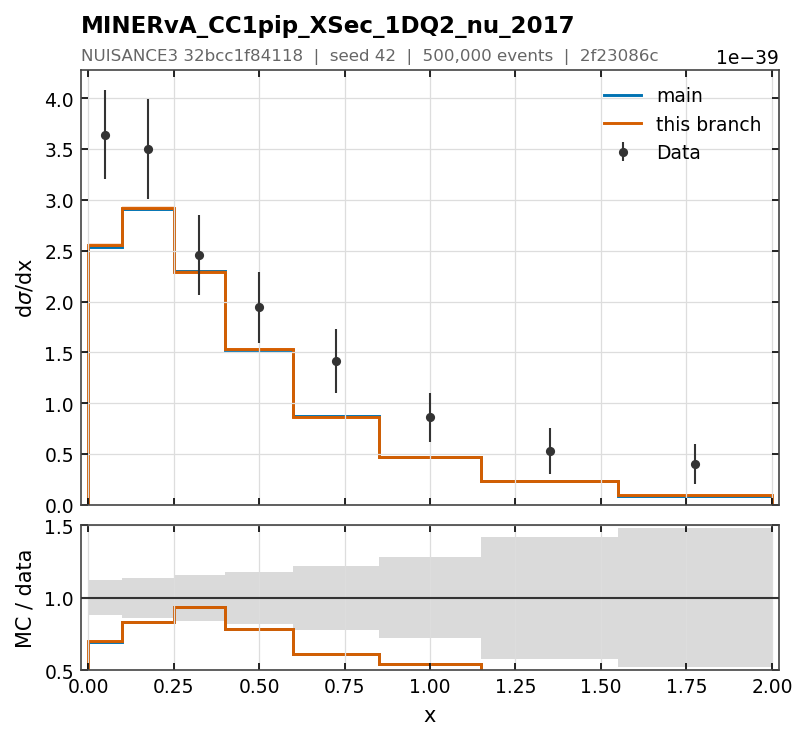 MINERvA_CC1pip_XSec_1DQ2_nu_2017
NUISANCE3 32bcc1f84118 | seed 42 | 500,000 events | 2f23086c
1e−39
main
this branch
Data
dσ/dx
4.0
3.5
3.0
2.5
2.0
1.5
1.0
0.5
0.0
MC / data
1.5
1.0
0.5
0.00 0.25 0.50 0.75 1.00 1.25 1.50 1.75 2.00
x